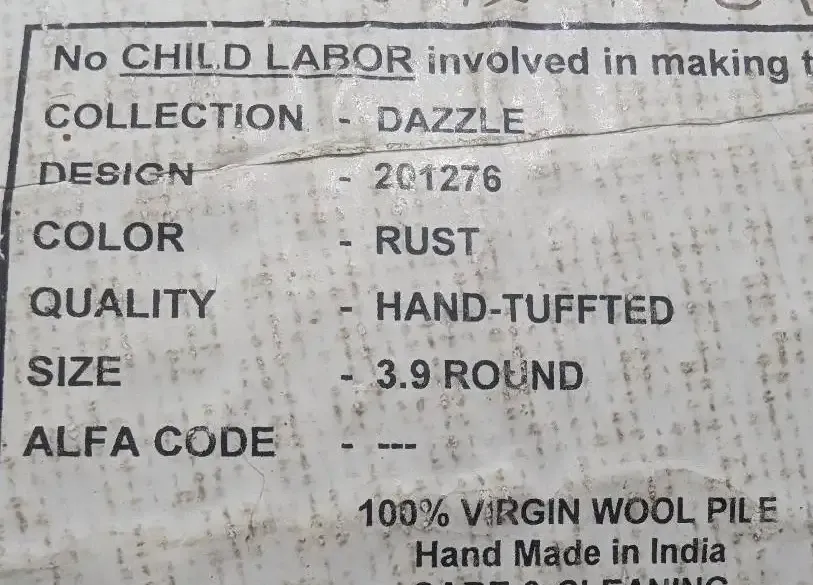 No CHILD LABOR involved in making
COLLECTION - DAZZLE
DESIGN - 201276
COLOR - RUST
QUALITY - HAND-TUFFTED
SIZE - 3.9 ROUND
ALFA CODE - ---
100% VIRGIN WOOL PILE
Hand Made in India